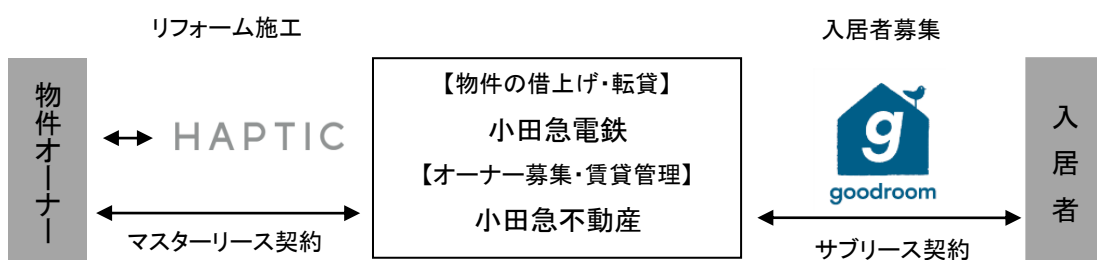 リフォーム施工
入居者募集
物件オーナー
HAPTIC
【物件の借上げ・転貸】
小田急電鉄
【オーナー募集・賃貸管理】
小田急不動産
マスターリース契約
g
goodroom
サブリース契約
入居者